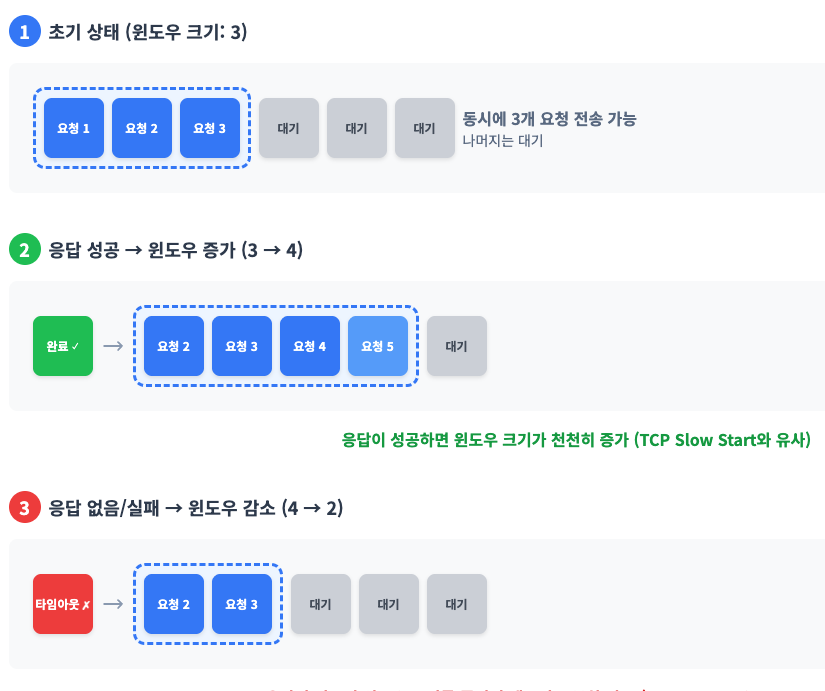 1 초기 상태 (윈도우 크기: 3)
요청 1 요청 2 요청 3 대기 대기 대기 동시에 3개 요청 전송 가능
나머지는 대기
2 응답 성공 → 윈도우 증가 (3 → 4)
완료 ✓ → 요청 2 요청 3 요청 4 요청 5 대기
응답이 성공하면 윈도우 크기가 천천히 증가 (TCP Slow Start와 유사)
3 응답 없음/실패 → 윈도우 감소 (4 → 2)
타임아웃 ✗ → 요청 2 요청 3 대기 대기 대기